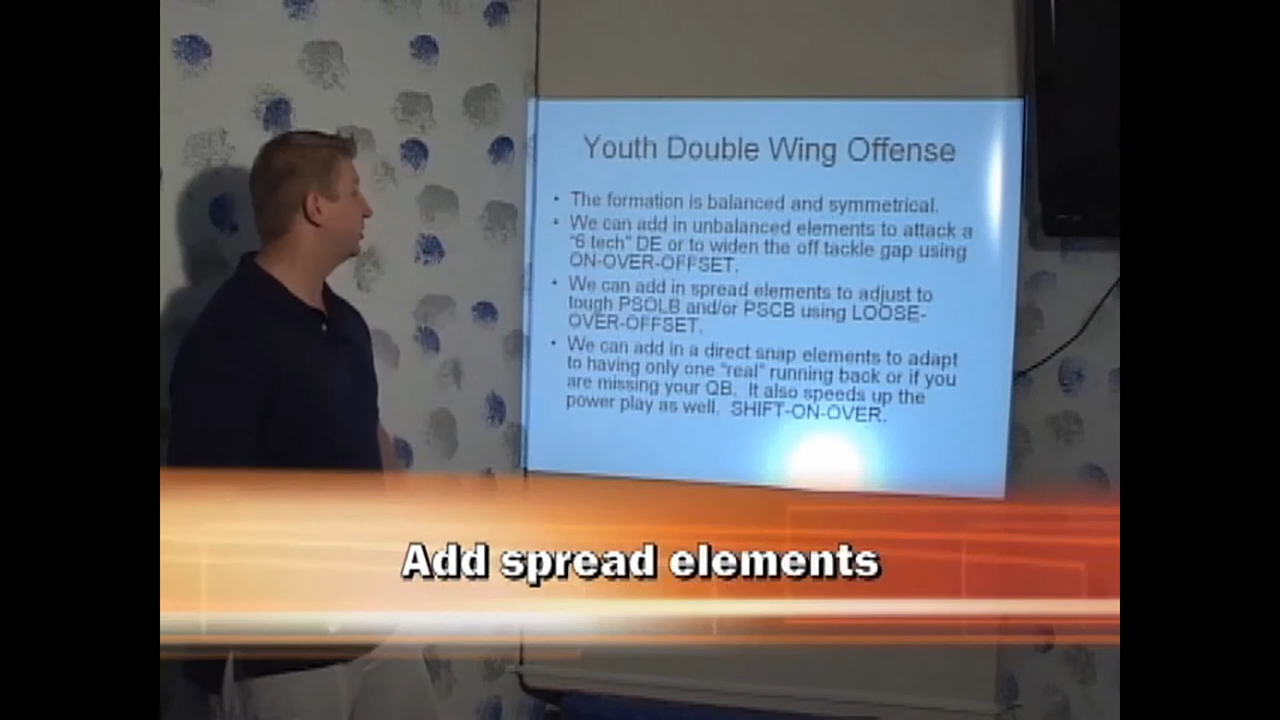 Youth Double Wing Offense
• The formation is balanced and symmetrical.
• We can add in unbalanced elements to attack a
"6 tech" DE or to widen the off tackle gap using
ON-OVER-OFFSET.
• We can add in spread elements to adjust to
tough PSOLB and/or PSCB using LOOSE-
OVER-OFFSET.
• We can add in a direct snap elements to adapt
to having only one "real" running back or if you
are missing your QB. It also speeds up the
power play as well. SHIFT-ON-OVER.
Add spread elements